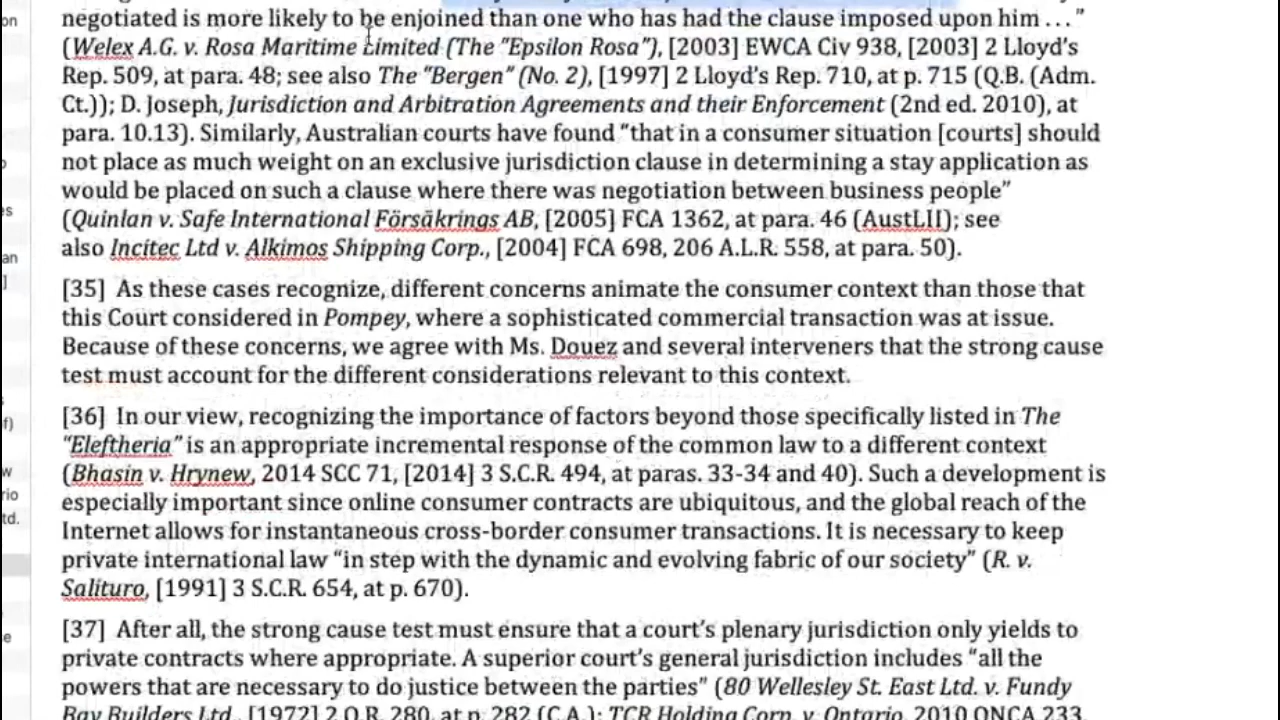 negotiated is more likely to be enjoined than one who has had the clause imposed upon him . . . ”
(Welex A.G. v. Rosa Maritime Limited (The “Epsilon Rosa”), [2003] EWCA Civ 938, [2003] 2 Lloyd’s
Rep. 509, at para. 48; see also The “Bergen” (No. 2), [1997] 2 Lloyd’s Rep. 710, at p. 715 (Q.B. (Adm.
Ct.)); D. Joseph, Jurisdiction and Arbitration Agreements and their Enforcement (2nd ed. 2010), at
para. 10.13). Similarly, Australian courts have found “that in a consumer situation [courts] should
not place as much weight on an exclusive jurisdiction clause in determining a stay application as
would be placed on such a clause where there was negotiation between business people”
(Quinlan v. Safe International Försäkrings AB, [2005] FCA 1362, at para. 46 (AustLII); see
also Incitec Ltd v. Alkimos Shipping Corp., [2004] FCA 698, 206 A.L.R. 558, at para. 50).
[35] As these cases recognize, different concerns animate the consumer context than those that
this Court considered in Pompey, where a sophisticated commercial transaction was at issue.
Because of these concerns, we agree with Ms. Douez and several interveners that the strong cause
test must account for the different considerations relevant to this context.
[36] In our view, recognizing the importance of factors beyond those specifically listed in The
“Eleftheria” is an appropriate incremental response of the common law to a different context
(Bhasin v. Hrynew, 2014 SCC 71, [2014] 3 S.C.R. 494, at paras. 33-34 and 40). Such a development is
especially important since online consumer contracts are ubiquitous, and the global reach of the
Internet allows for instantaneous cross-border consumer transactions. It is necessary to keep
private international law “in step with the dynamic and evolving fabric of our society” (R. v.
Salituro, [1991] 3 S.C.R. 654, at p. 670).
[37] After all, the strong cause test must ensure that a court’s plenary jurisdiction only yields to
private contracts where appropriate. A superior court’s general jurisdiction includes “all the
powers that are necessary to do justice between the parties” (80 Wellesley St. East Ltd. v. Fundy
Bay Builders Ltd., [1972] 2 O.R. 280, at p. 282 (C.A.); TCR Holding Corp. v. Ontario, 2010 ONCA 233,